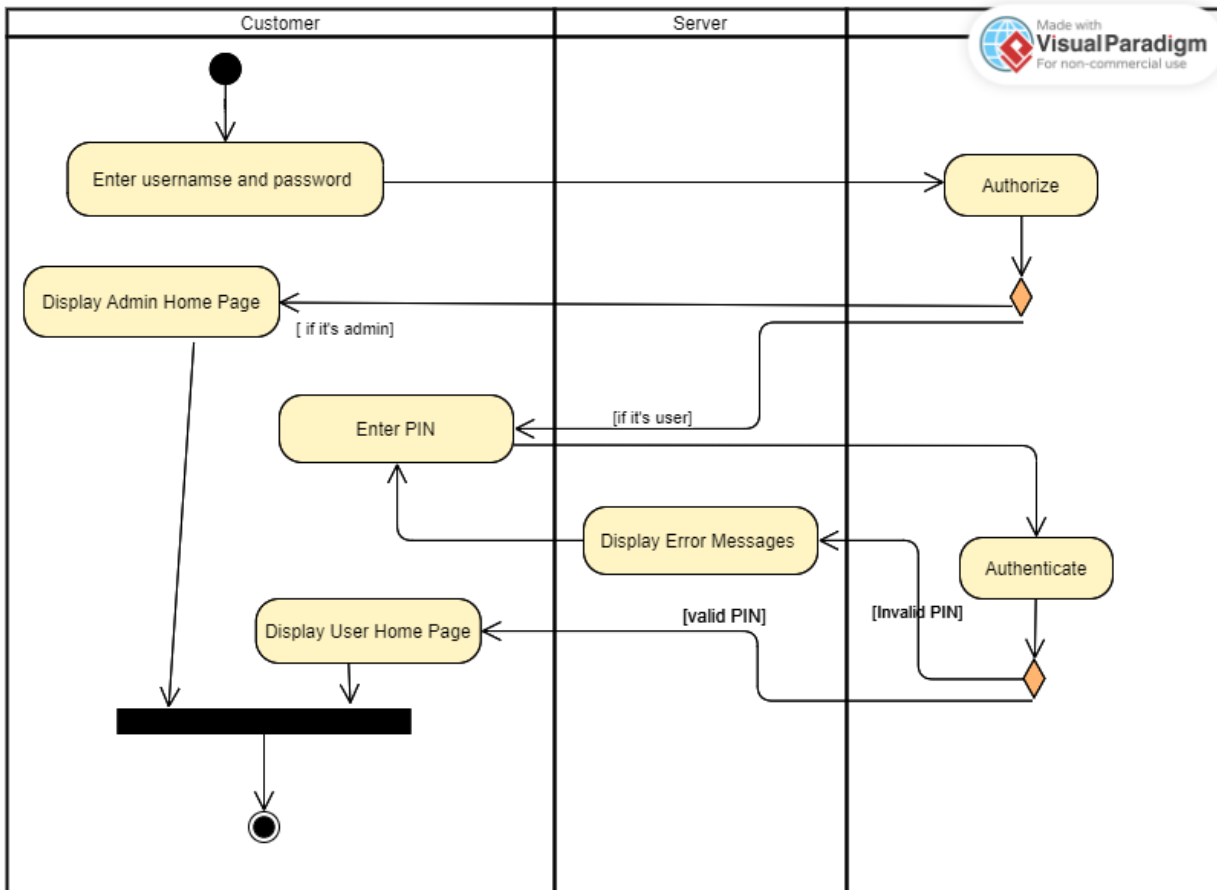 Customer
Server
Made with
Visual Paradigm
For non-commercial use
Enter usernamse and password
Authorize
Display Admin Home Page
[ if it's admin]
[if it's user]
Enter PIN
Display Error Messages
Authenticate
[Invalid PIN]
[valid PIN]
Display User Home Page